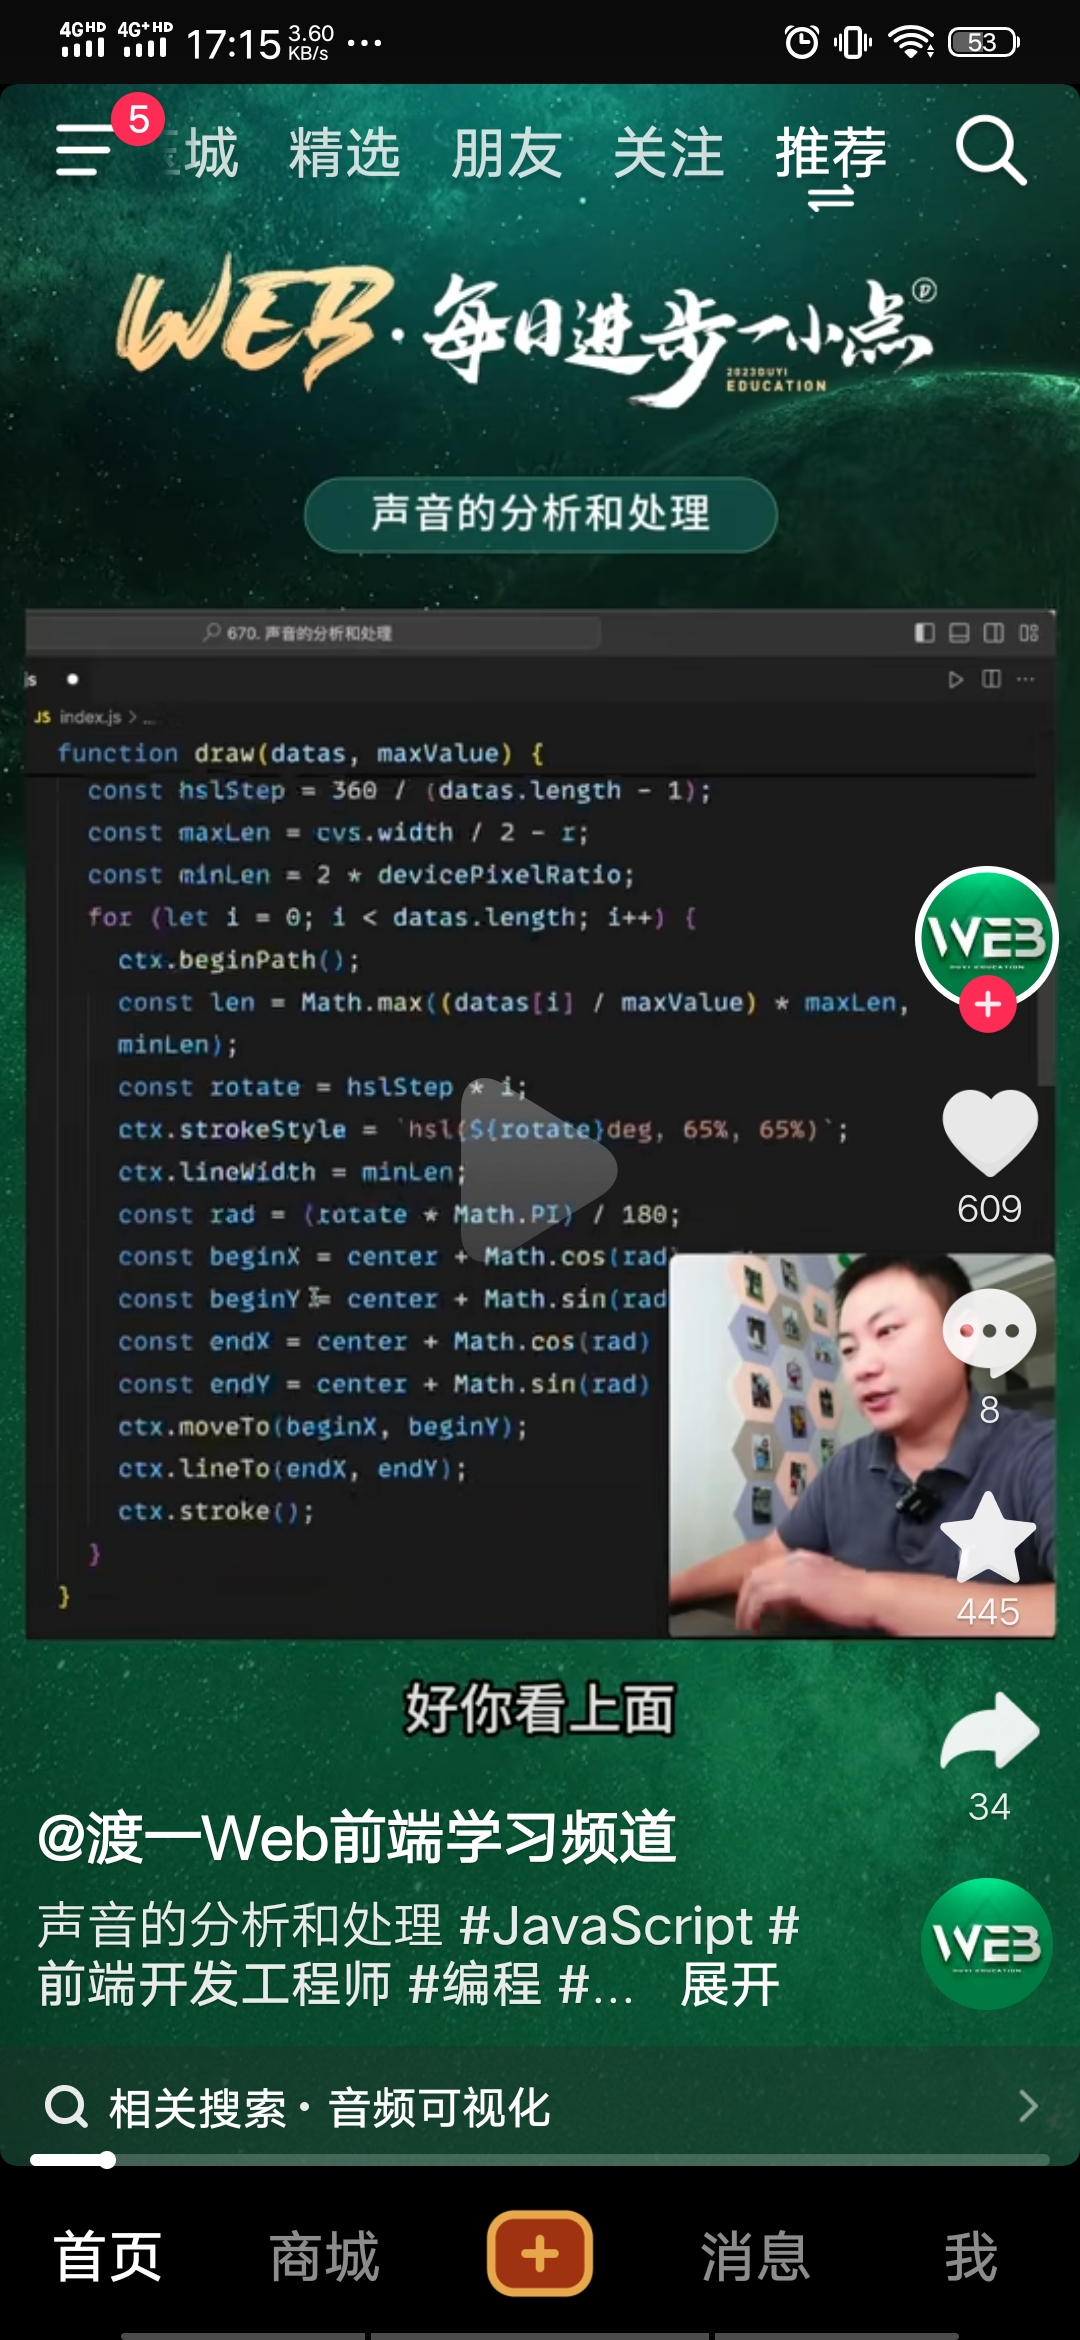 4GHD 4G+HD 17:15 3.60 KB/s ... 53
5
城 精选 朋友 关注 推荐
WEB·每日进步一小点
2023DUYI
EDUCATION
声音的分析和处理
670. 声音的分析和处理
js
JS index.js > ...
function draw(datas, maxValue) {
const hslStep = 360 / (datas.length - 1);
const maxLen = cvs.width / 2 - r;
const minLen = 2 * devicePixelRatio;
for (let i = 0; i < datas.length; i++) {
ctx.beginPath();
const len = Math.max((datas[i] / maxValue) * maxLen,
minLen);
const rotate = hslStep * i;
ctx.strokeStyle = `hsl(${rotate}deg, 65%, 65%)`;
ctx.lineWidth = minLen;
const rad = (rotate * Math.PI) / 180;
const beginX = center + Math.cos(rad)
const beginY = center + Math.sin(rad
const endX = center + Math.cos(rad)
const endY = center + Math.sin(rad)
ctx.moveTo(beginX, beginY);
ctx.lineTo(endX, endY);
ctx.stroke();
}
}
WEB
DUYI EDUCATION
609
8
445
34
好你看上面
@渡一Web前端学习频道
声音的分析和处理 #JavaScript #
前端开发工程师 #编程 #... 展开
WEB
DUYI EDUCATION
相关搜索·音频可视化
首页 商城 消息 我